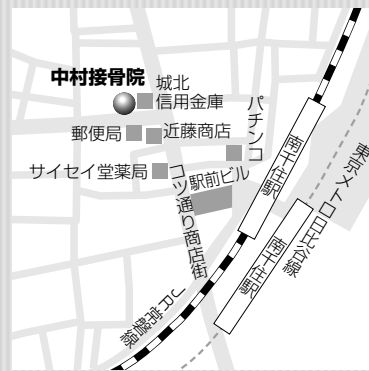 中村接骨院
城北
信用金庫
パチンコ
郵便局
近藤商店
サイセイ堂薬局
駅前ビル
コツ通り商店街
南千住駅
南千住駅
東京メトロ日比谷線
JR常磐線